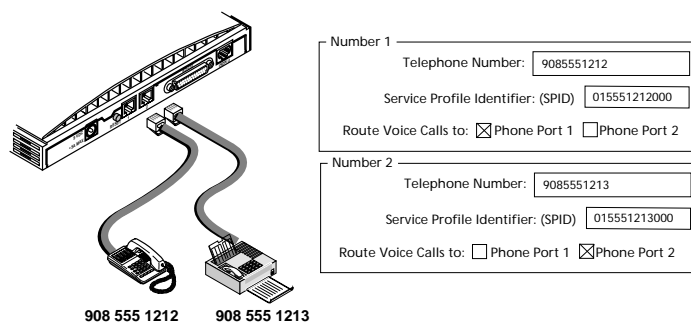 Number 1
Telephone Number: 9085551212
Service Profile Identifier: (SPID) 015551212000
Route Voice Calls to: Phone Port 1 Phone Port 2
Number 2
Telephone Number: 9085551213
Service Profile Identifier: (SPID) 015551213000
Route Voice Calls to: Phone Port 1 Phone Port 2
908 555 1212 908 555 1213